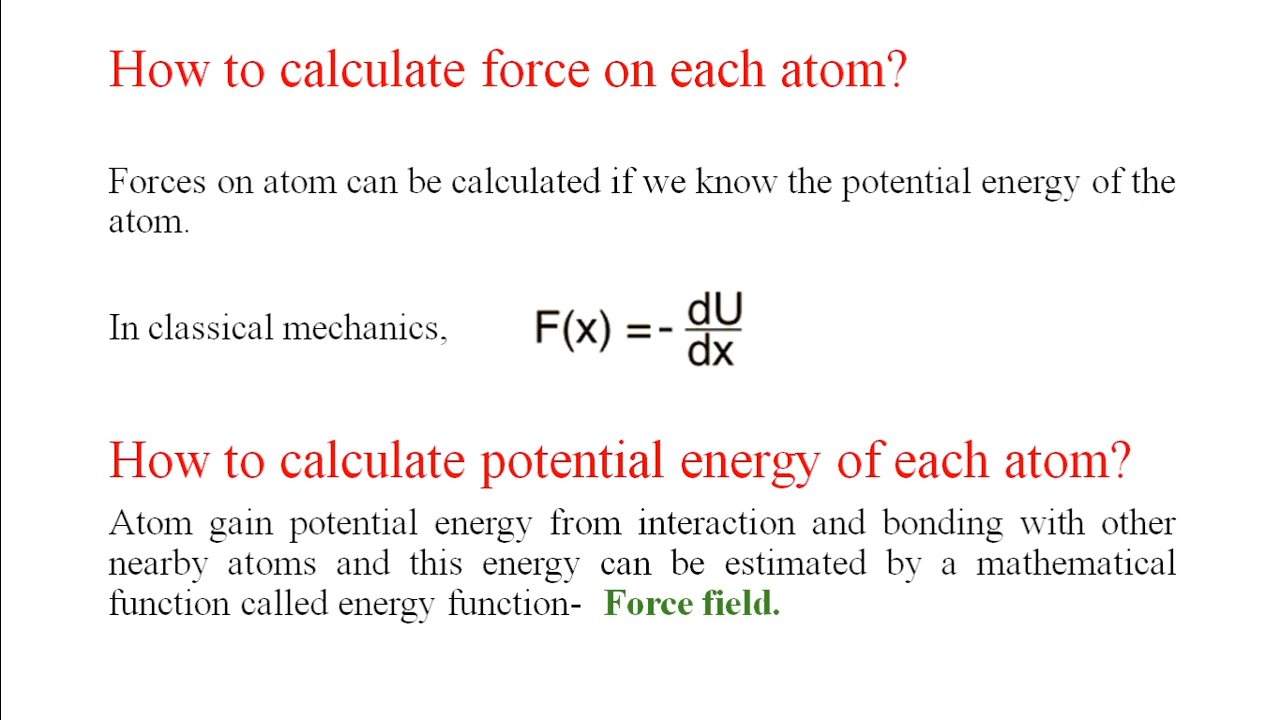 How to calculate force on each atom?
Forces on atom can be calculated if we know the potential energy of the
atom.
In classical mechanics, F(x) = - dU/dx
How to calculate potential energy of each atom?
Atom gain potential energy from interaction and bonding with other
nearby atoms and this energy can be estimated by a mathematical
function called energy function- Force field.